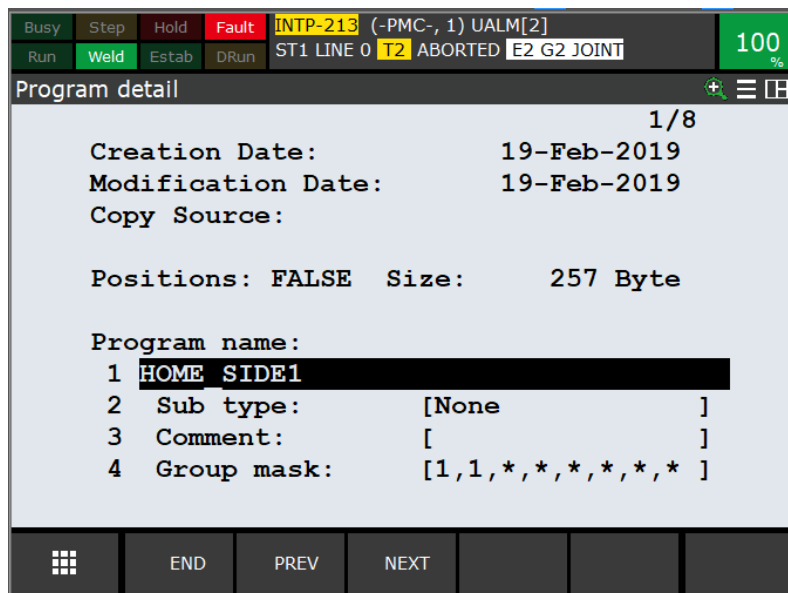 Busy Step Hold Fault INTP-213 (-PMC-, 1) UALM[2]
Run Weld Estab DRun ST1 LINE 0 T2 ABORTED E2 G2 JOINT 100 %
Program detail
1/8
Creation Date: 19-Feb-2019
Modification Date: 19-Feb-2019
Copy Source:
Positions: FALSE Size: 257 Byte
Program name:
1 HOME_SIDE1
2 Sub type: [None ]
3 Comment: [ ]
4 Group mask: [1,1,*,*,*,*,*,* ]
END PREV NEXT